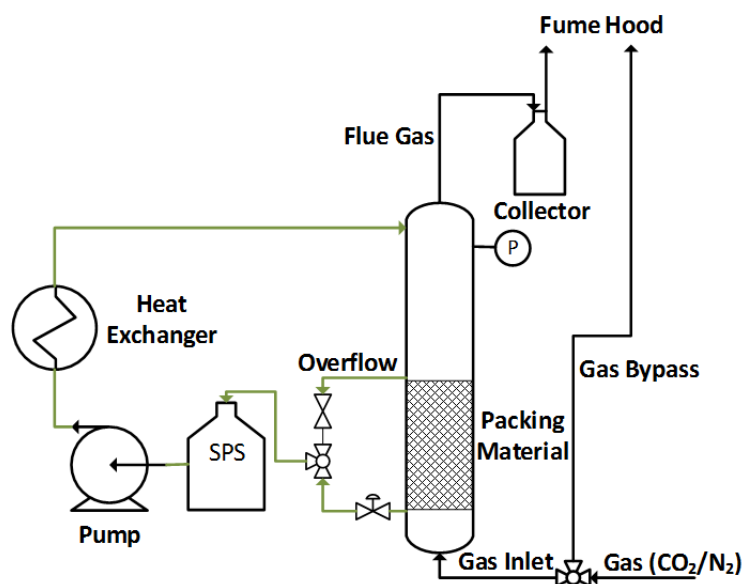 Fume Hood
Flue Gas
Collector
P
Heat
Exchanger
Overflow
Gas Bypass
Packing
Material
SPS
Pump
Gas Inlet
Gas (CO₂/N₂)